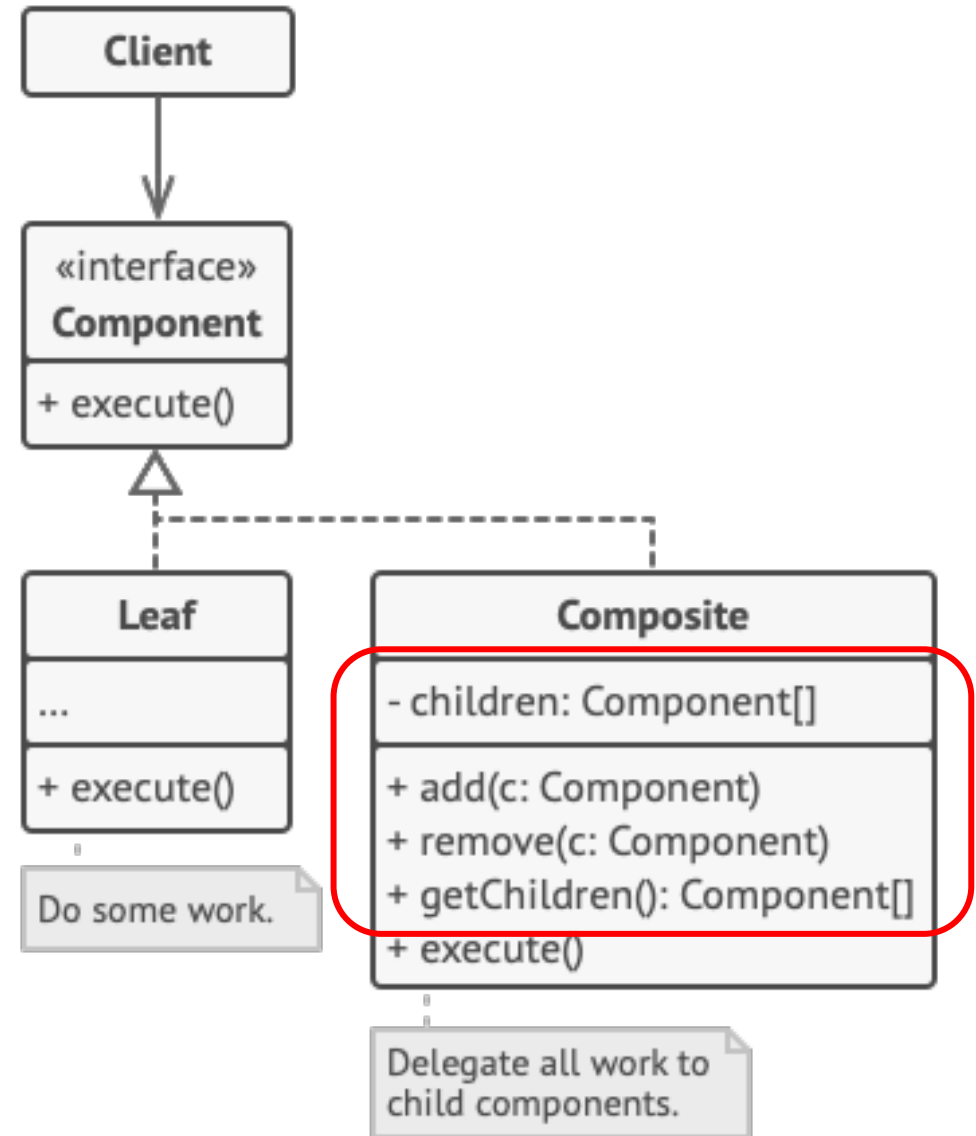 Client
«interface»
Component
+ execute()
Leaf
...
+ execute()
Do some work.
Composite
- children: Component[]
+ add(c: Component)
+ remove(c: Component)
+ getChildren(): Component[]
+ execute()
Delegate all work to
child components.